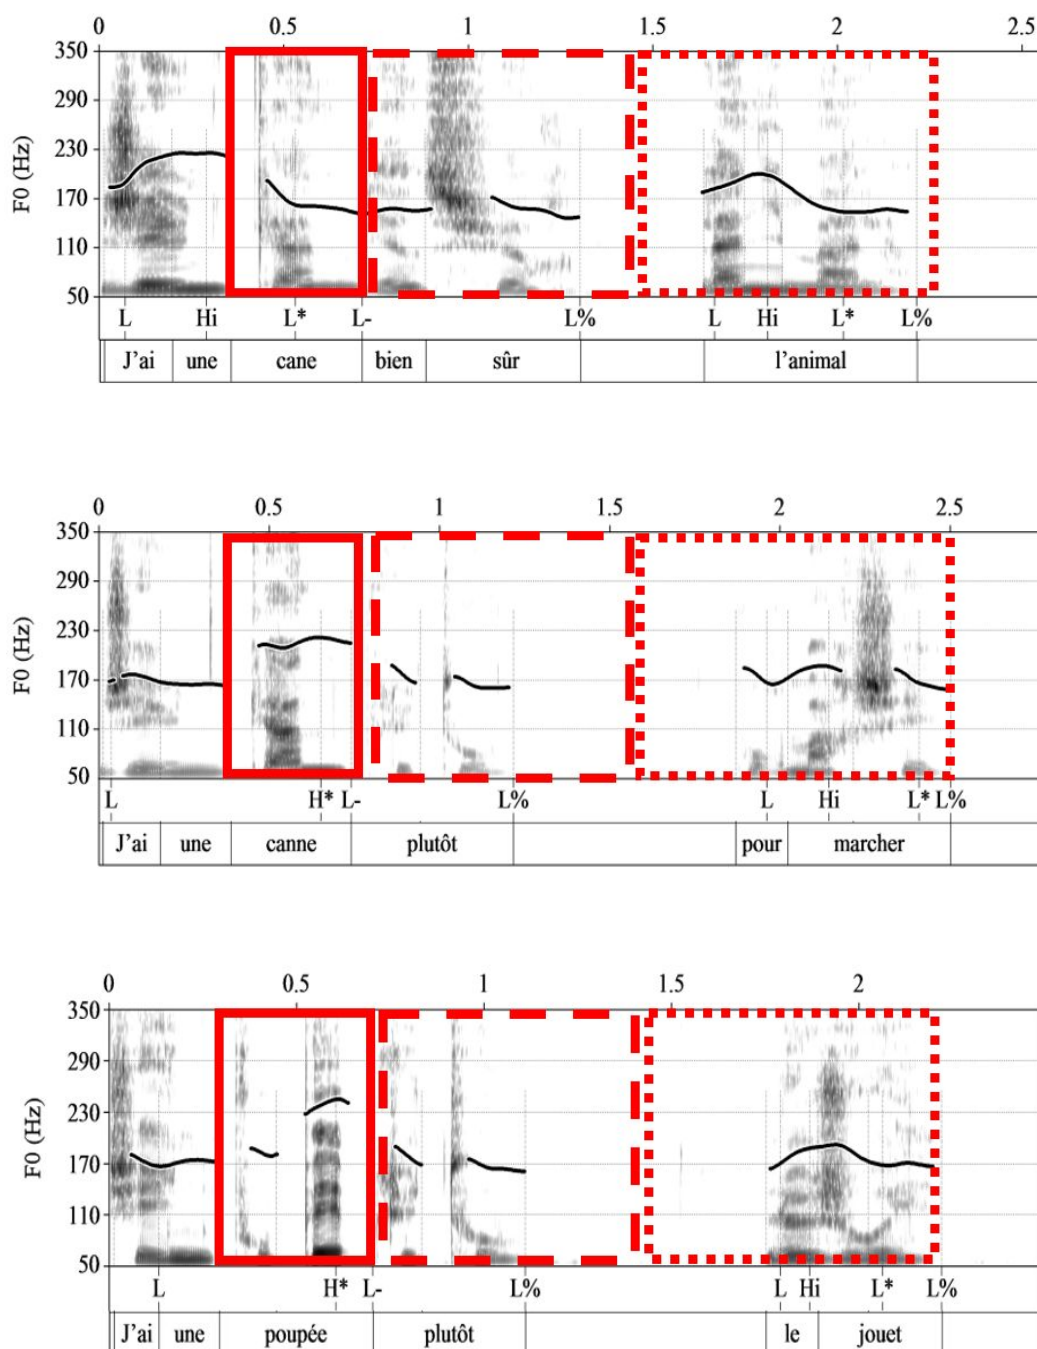 0 0.5 1 1.5 2 2.5
350
290
230
170
110
50
F0 (Hz)
L Hi L* L- L% L Hi L* L%
J'ai une cane bien sûr l'animal
0 0.5 1 1.5 2 2.5
350
290
230
170
110
50
F0 (Hz)
L H* L- L% L Hi L* L%
J'ai une canne plutôt pour marcher
0 0.5 1 1.5 2
350
290
230
170
110
50
F0 (Hz)
L H* L- L% L Hi L* L%
J'ai une poupée plutôt le jouet